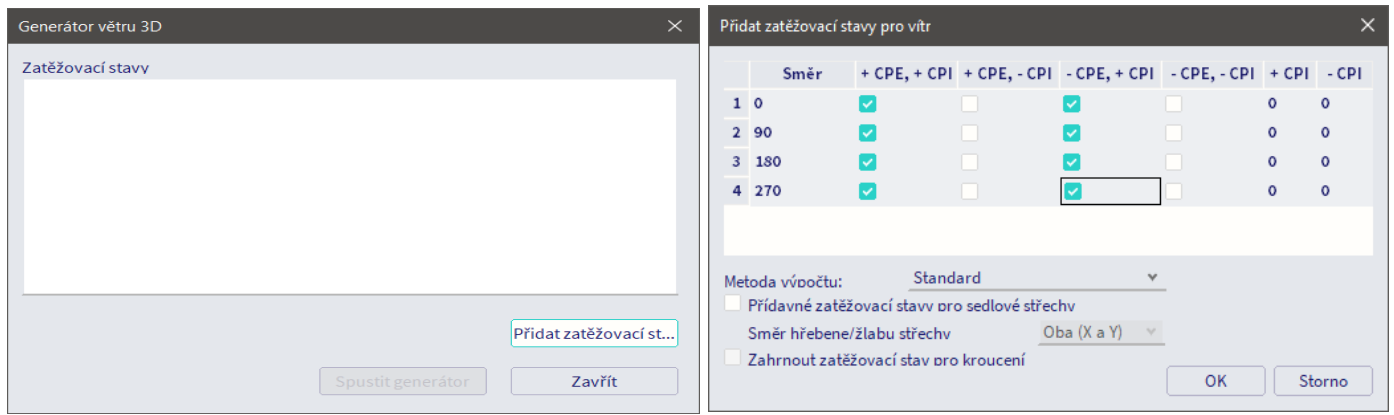 Generátor větru 3D
Zatěžovací stavy
Přidat zatěžovací st...
Spustit generátor
Zavřít
Přidat zatěžovací stavy pro vítr
Směr + CPE, + CPI + CPE, - CPI - CPE, + CPI - CPE, - CPI + CPI - CPI
1 0 0 0
2 90 0 0
3 180 0 0
4 270 0 0
Metoda výpočtu: Standard
Přídavné zatěžovací stavy pro sedlové střechy
Směr hřebene/žlabu střechy Oba (X a Y)
Zahrnout zatěžovací stav pro kroucení
OK Storno